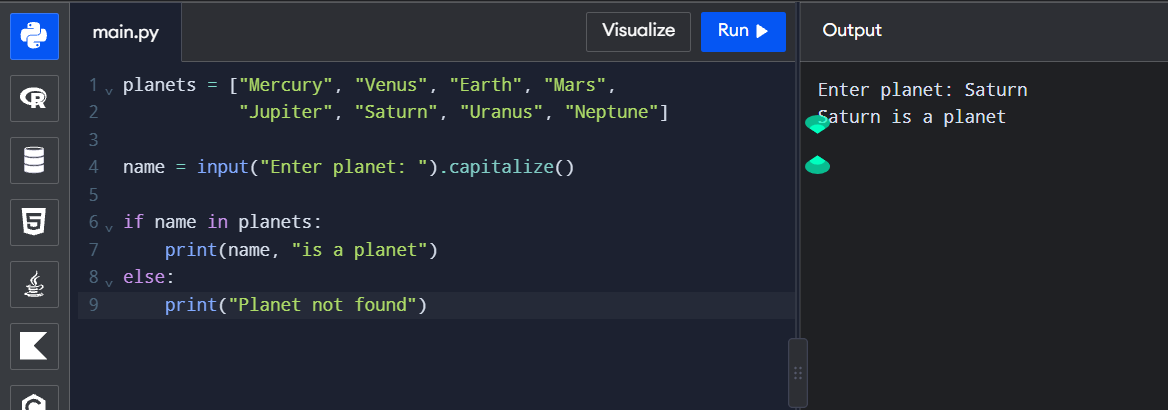 main.py
Visualize
Run
Output
1 planets = ["Mercury", "Venus", "Earth", "Mars",
2 "Jupiter", "Saturn", "Uranus", "Neptune"]
3
4 name = input("Enter planet: ").capitalize()
5
6 if name in planets:
7 print(name, "is a planet")
8 else:
9 print("Planet not found")
Enter planet: Saturn
Saturn is a planet